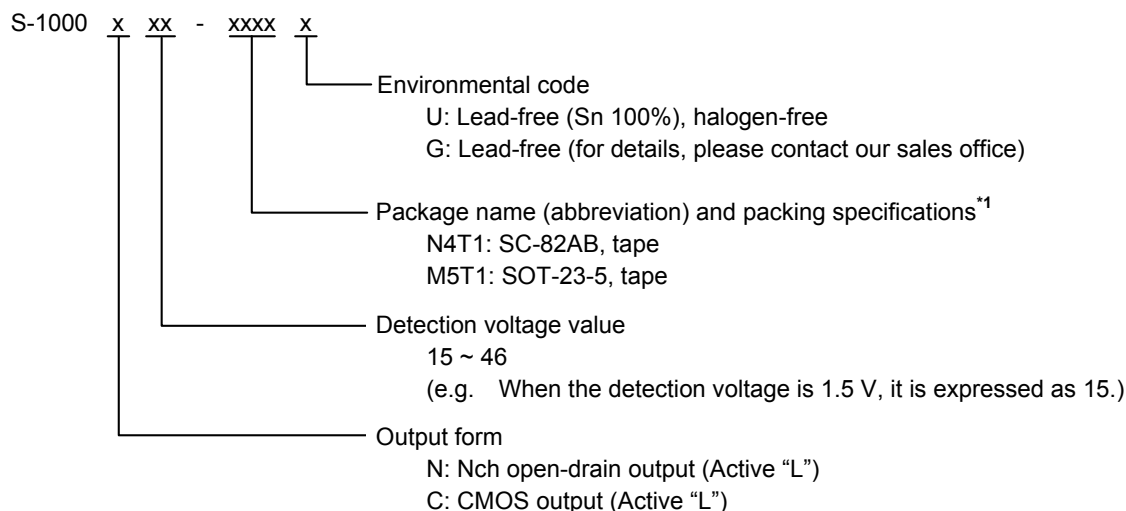 S-1000 x xx - xxxx x
Environmental code
U: Lead-free (Sn 100%), halogen-free
G: Lead-free (for details, please contact our sales office)
Package name (abbreviation) and packing specifications*1
N4T1: SC-82AB, tape
M5T1: SOT-23-5, tape
Detection voltage value
15 ~ 46
(e.g. When the detection voltage is 1.5 V, it is expressed as 15.)
Output form
N: Nch open-drain output (Active “L”)
C: CMOS output (Active “L”)